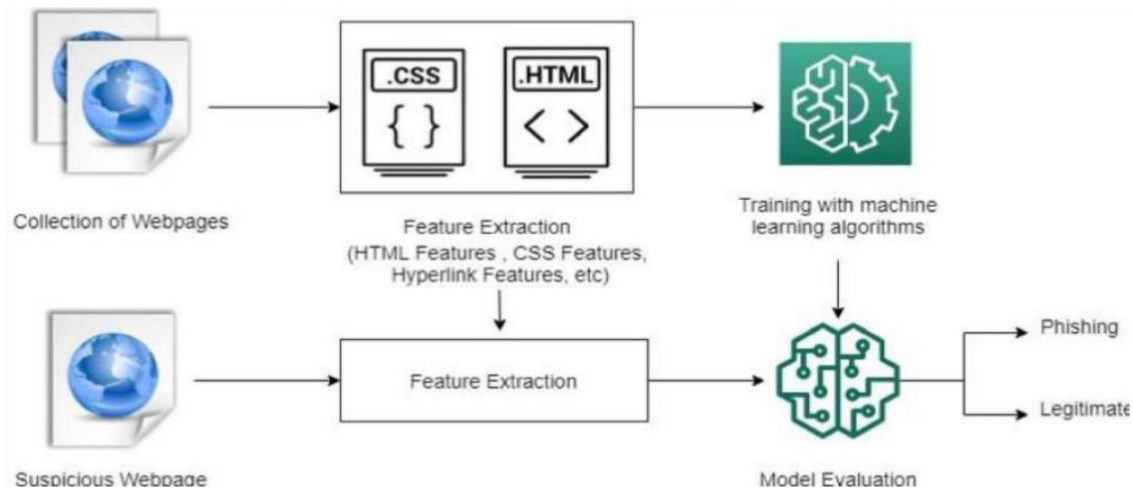 .CSS
{ }
.HTML
< >
Collection of Webpages
Feature Extraction
(HTML Features , CSS Features,
Hyperlink Features, etc)
Training with machine
learning algorithms
Feature Extraction
Phishing
Legitimate
Suspicious Webpage
Model Evaluation